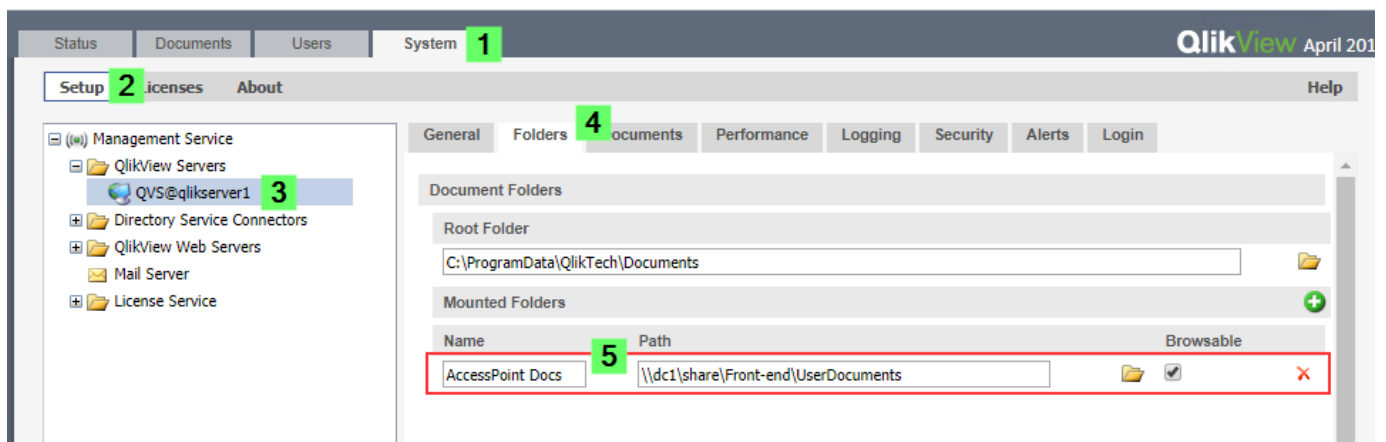 Status Documents Users System 1 QlikView April 201
Setup 2 icenses About Help
Management Service
QlikView Servers
QVS@qlikserver1 3
Directory Service Connectors
QlikView Web Servers
Mail Server
License Service
General Folders 4 ocuments Performance Logging Security Alerts Login
Document Folders
Root Folder
C:\ProgramData\QlikTech\Documents
Mounted Folders
Name 5 Path Browsable
AccessPoint Docs \\dc1\share\Front-end\UserDocuments